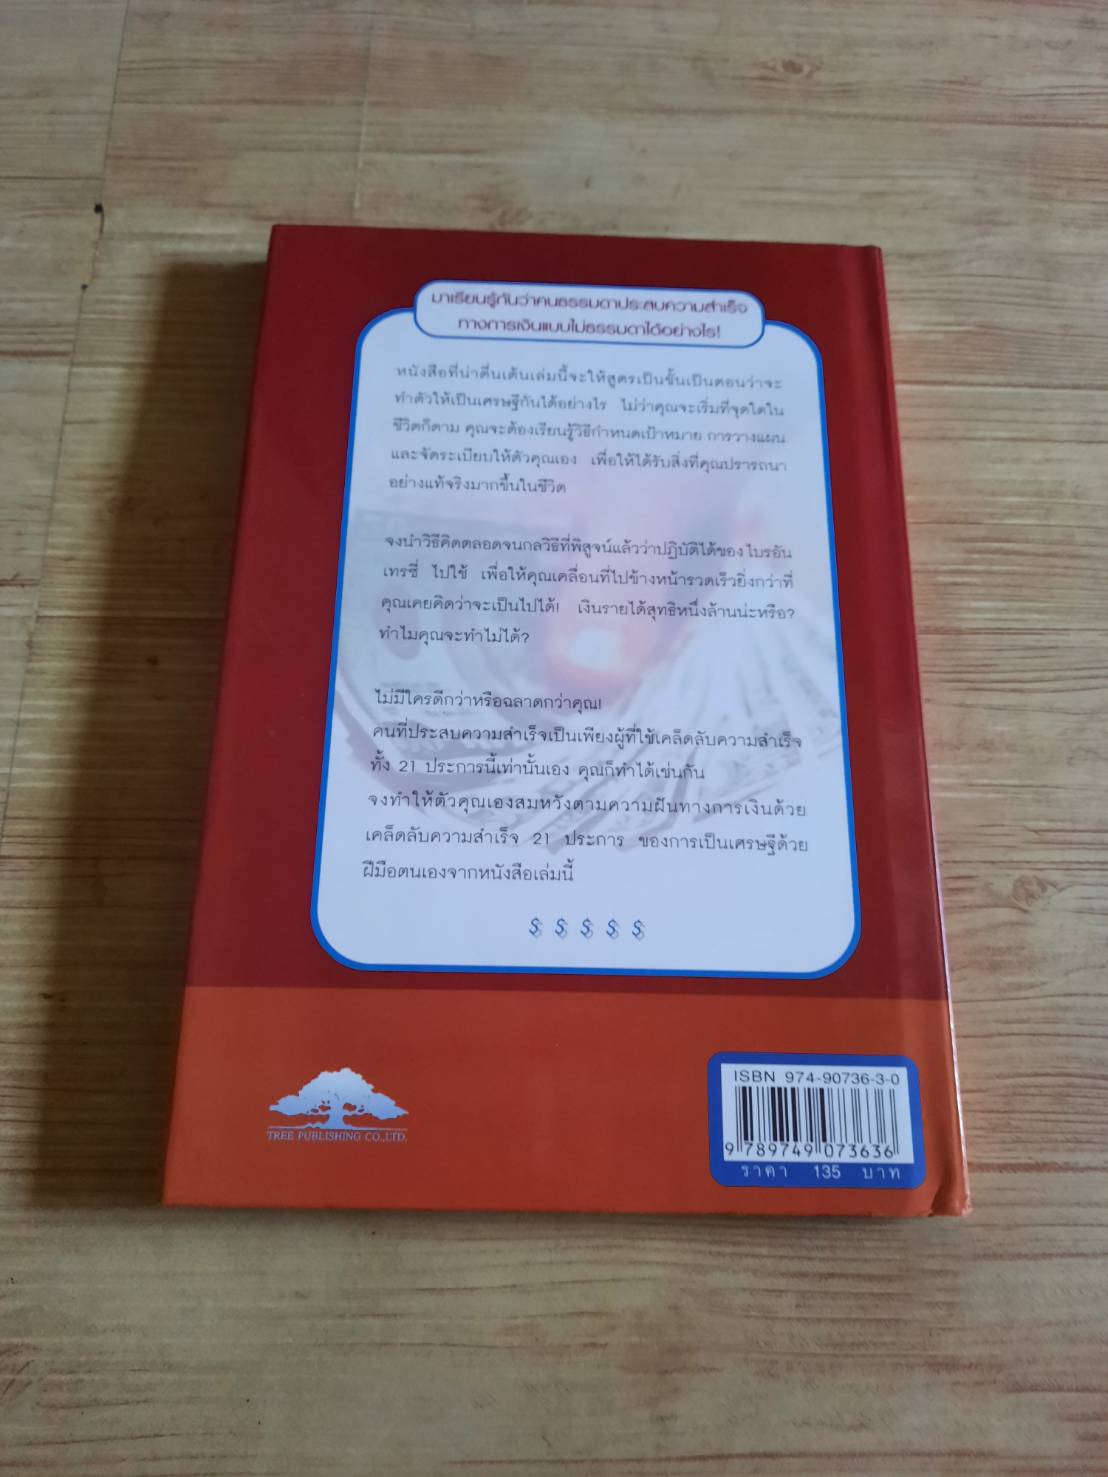 มาเรียนรู้กันว่าคนธรรมดาประสบความสำเร็จ
ทางการเงินแบบไม่ธรรมดาได้อย่างไร!
หนังสือที่น่าตื่นเต้นเล่มนี้จะให้สูตรเป็นขั้นเป็นตอนว่าจะ
ทำตัวให้เป็นเศรษฐีกันได้อย่างไร ไม่ว่าคุณจะเริ่มที่จุดใดใน
ชีวิตก็ตาม คุณจะต้องเรียนรู้วิธีกำหนดเป้าหมาย การวางแผน
และจัดระเบียบให้ตัวคุณเอง เพื่อให้ได้รับสิ่งที่คุณปรารถนา
อย่างแท้จริงมากขึ้นในชีวิต
จงนำวิธีคิดตลอดจนกลวิธีที่พิสูจน์แล้วว่าปฏิบัติได้ของ ไบรอัน
เทรซี่ ไปใช้ เพื่อให้คุณเคลื่อนที่ไปข้างหน้ารวดเร็วยิ่งกว่าที่
คุณเคยคิดว่าจะเป็นไปได้! เงินรายได้สุทธิหนึ่งล้านน่ะหรือ?
ทำไมคุณจะทำไม่ได้?
ไม่มีใครดีกว่าหรือฉลาดกว่าคุณ!
คนที่ประสบความสำเร็จเป็นเพียงผู้ที่ใช้เคล็ดลับความสำเร็จ
ทั้ง 21 ประการนี้เท่านั้นเอง คุณก็ทำได้เช่นกัน
จงทำให้ตัวคุณเองสมหวังตามความฝันทางการเงินด้วย
เคล็ดลับความสำเร็จ 21 ประการ ของการเป็นเศรษฐีด้วย
ฝีมือตนเองจากหนังสือเล่มนี้
$ $ $ $ $
TREE PUBLISHING CO.,LTD.
ISBN 974-90736-3-0
9 789749 073636
ราคา 135 บาท